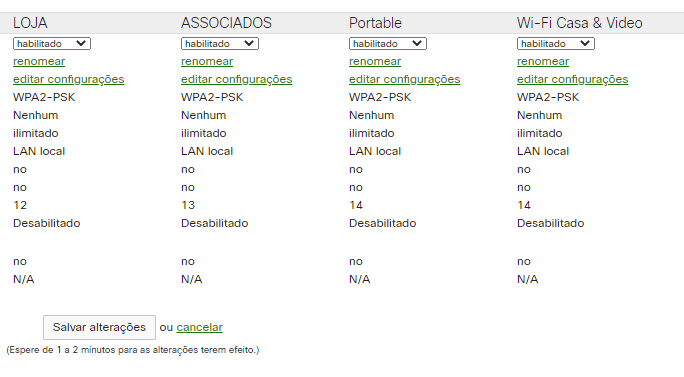 LOJA ASSOCIADOS Portable Wi-Fi Casa & Video
habilitado habilitado habilitado habilitado
renomear renomear renomear renomear
editar configurações editar configurações editar configurações editar configurações
WPA2-PSK WPA2-PSK WPA2-PSK WPA2-PSK
Nenhum Nenhum Nenhum Nenhum
ilimitado ilimitado ilimitado ilimitado
LAN local LAN local LAN local LAN local
no no no no
no no no no
12 13 14 14
Desabilitado Desabilitado Desabilitado Desabilitado
no no no no
N/A N/A N/A N/A
Salvar alterações ou cancelar
(Espere de 1 a 2 minutos para as alterações terem efeito.)